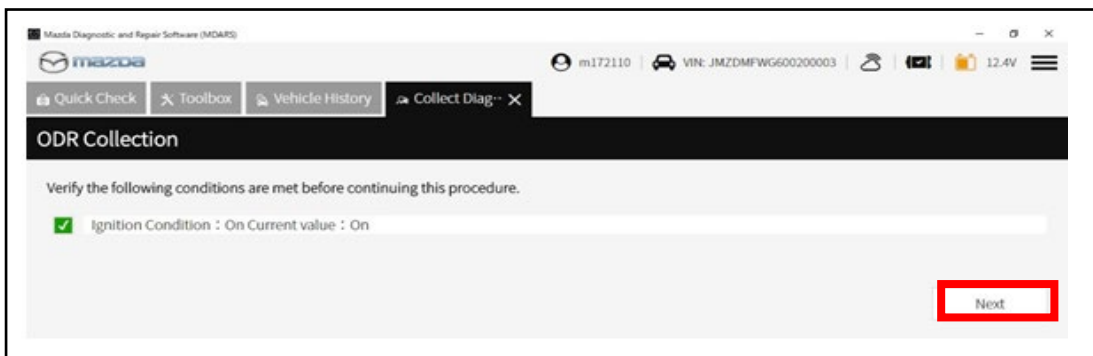 Mazda Diagnostic and Repair Software (MDARS)
mazda
m172110
VIN: JMZDMFWG600200003
12.4V
Quick Check
Toolbox
Vehicle History
Collect Diag··
ODR Collection
Verify the following conditions are met before continuing this procedure.
Ignition Condition：On Current value：On
Next